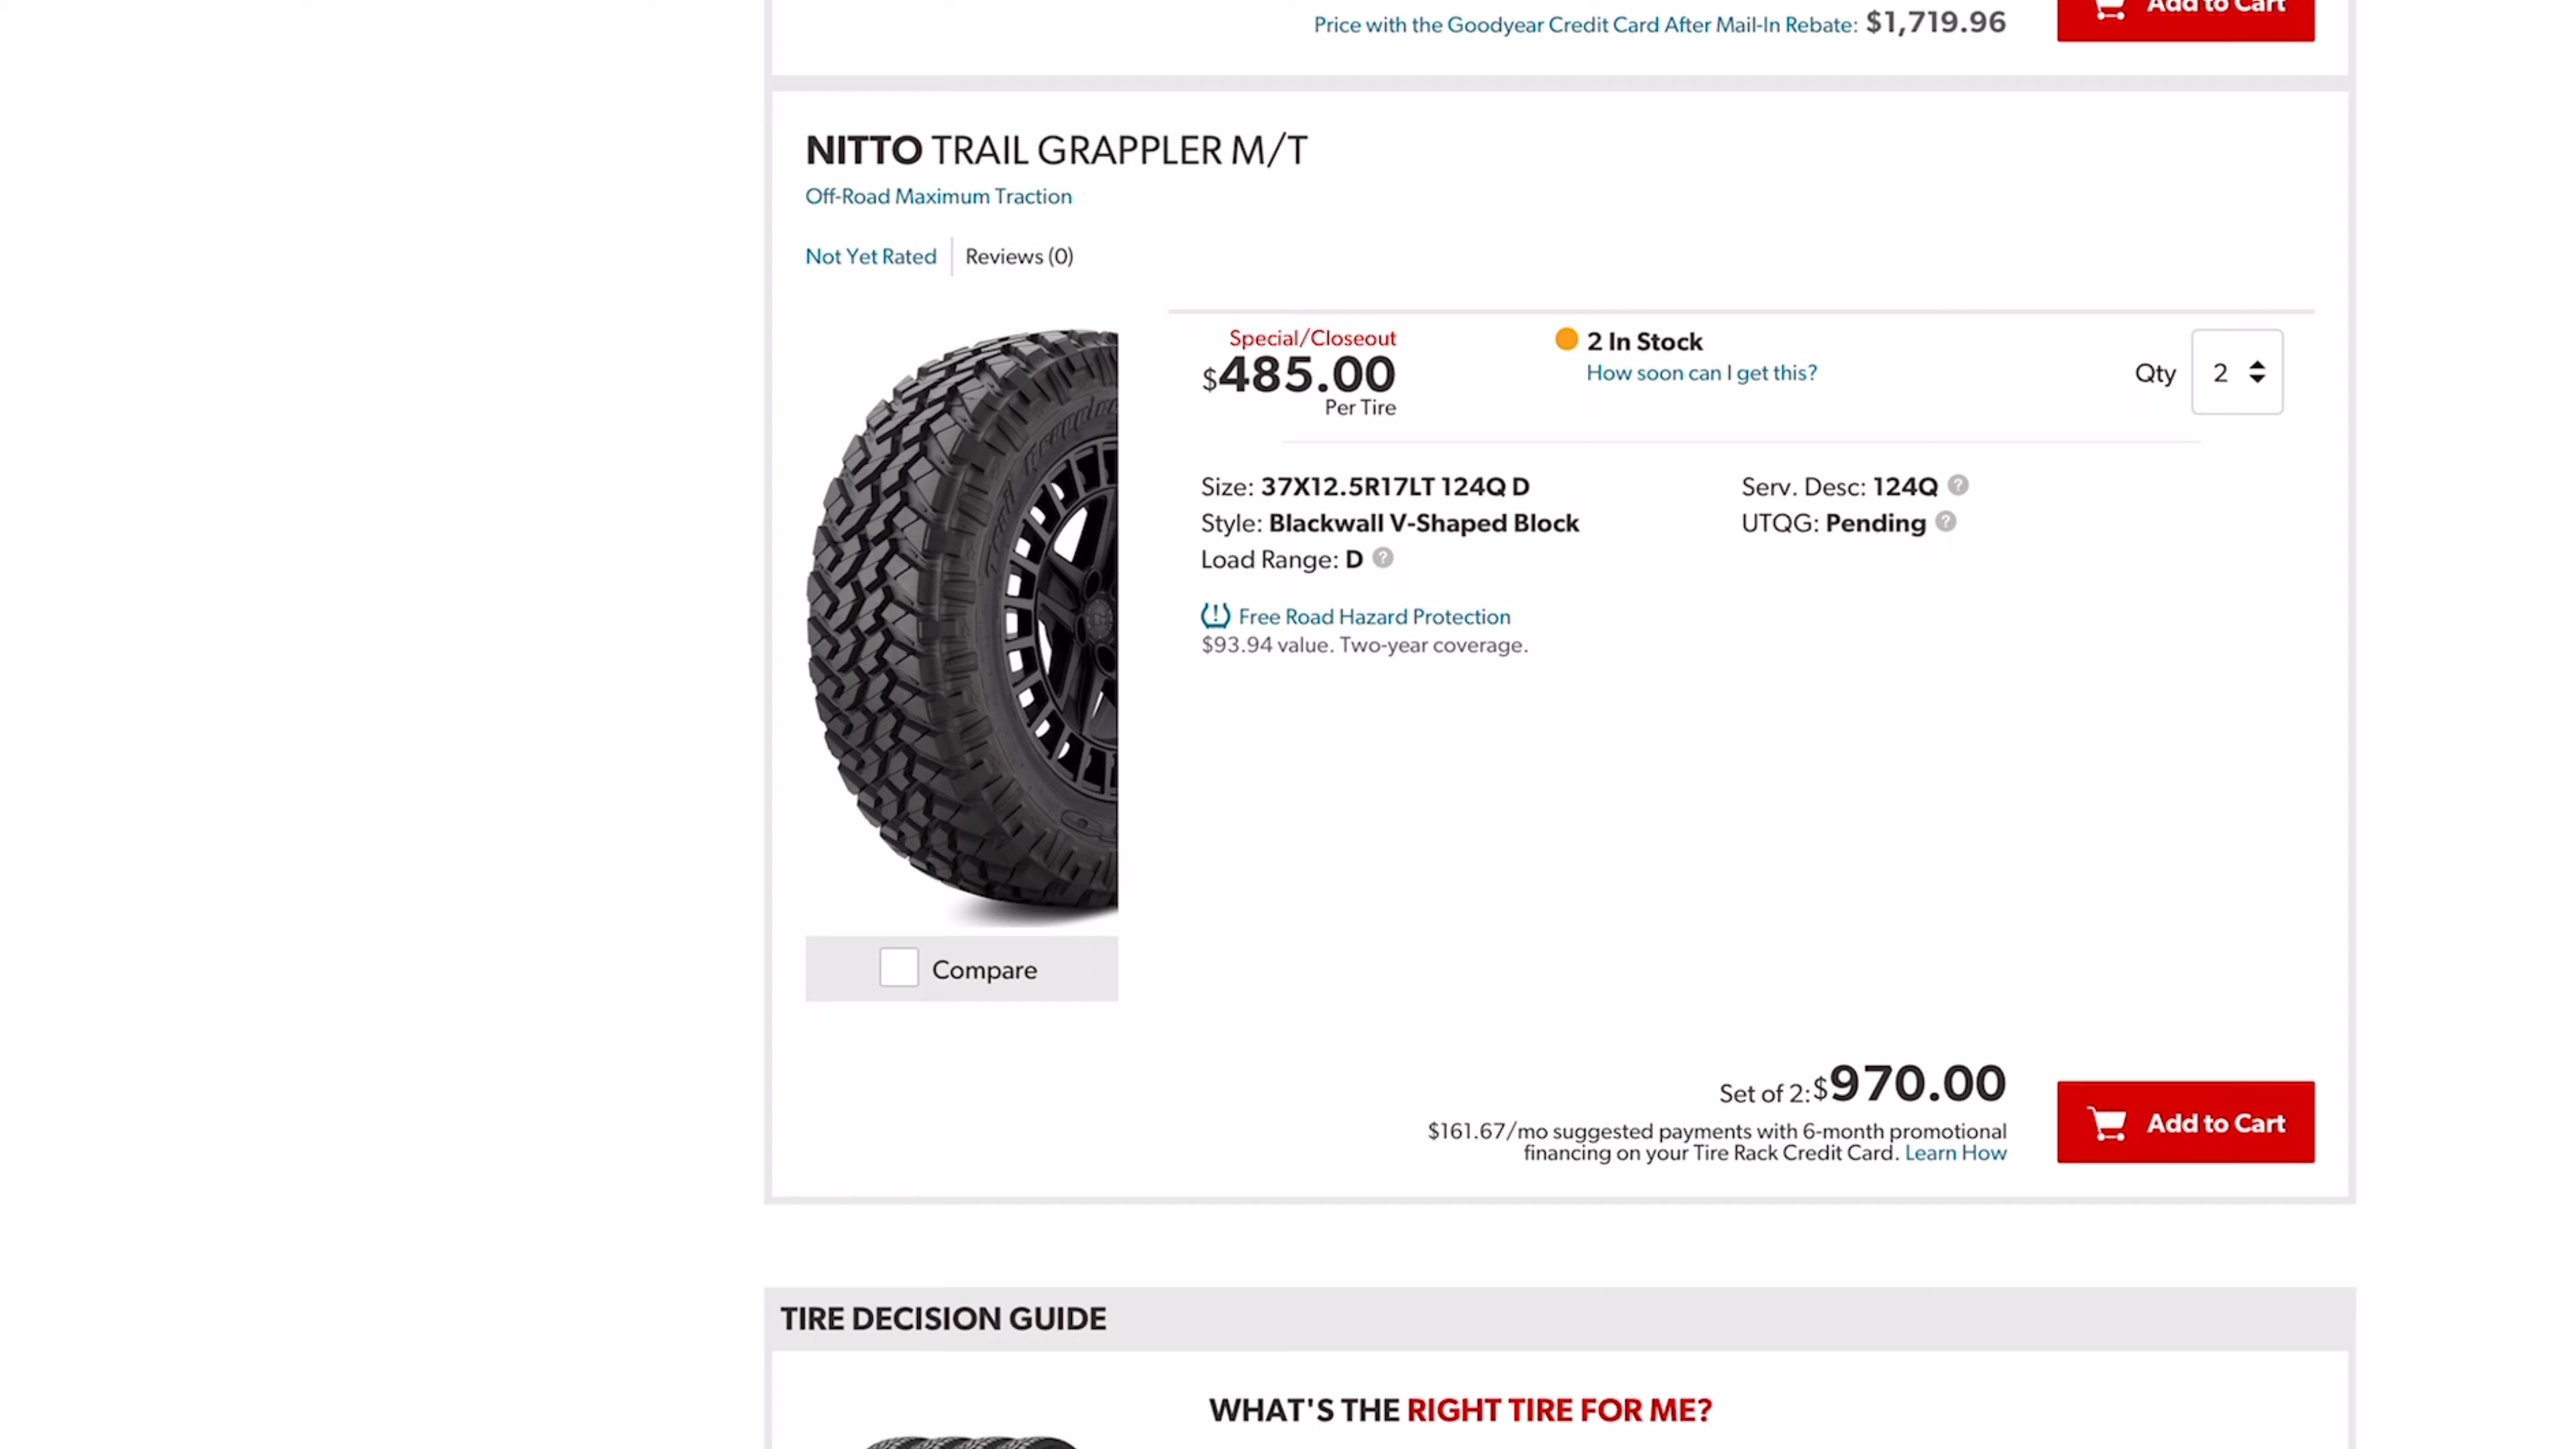 Price with the Goodyear Credit Card After Mail-In Rebate: $1,719.96
Add to Cart
NITTO TRAIL GRAPPLER M/T
Off-Road Maximum Traction
Not Yet Rated
Reviews (0)
Special/Closeout
$485.00
Per Tire
2 In Stock
How soon can I get this?
Qty
2
Size: 37X12.5R17LT 124Q D
Style: Blackwall V-Shaped Block
Load Range: D ?
Serv. Desc: 124Q ?
UTQG: Pending ?
Free Road Hazard Protection
$93.94 value. Two-year coverage.
Compare
Set of 2:$970.00
$161.67/mo suggested payments with 6-month promotional
financing on your Tire Rack Credit Card. Learn How
Add to Cart
TIRE DECISION GUIDE
WHAT'S THE RIGHT TIRE FOR ME?